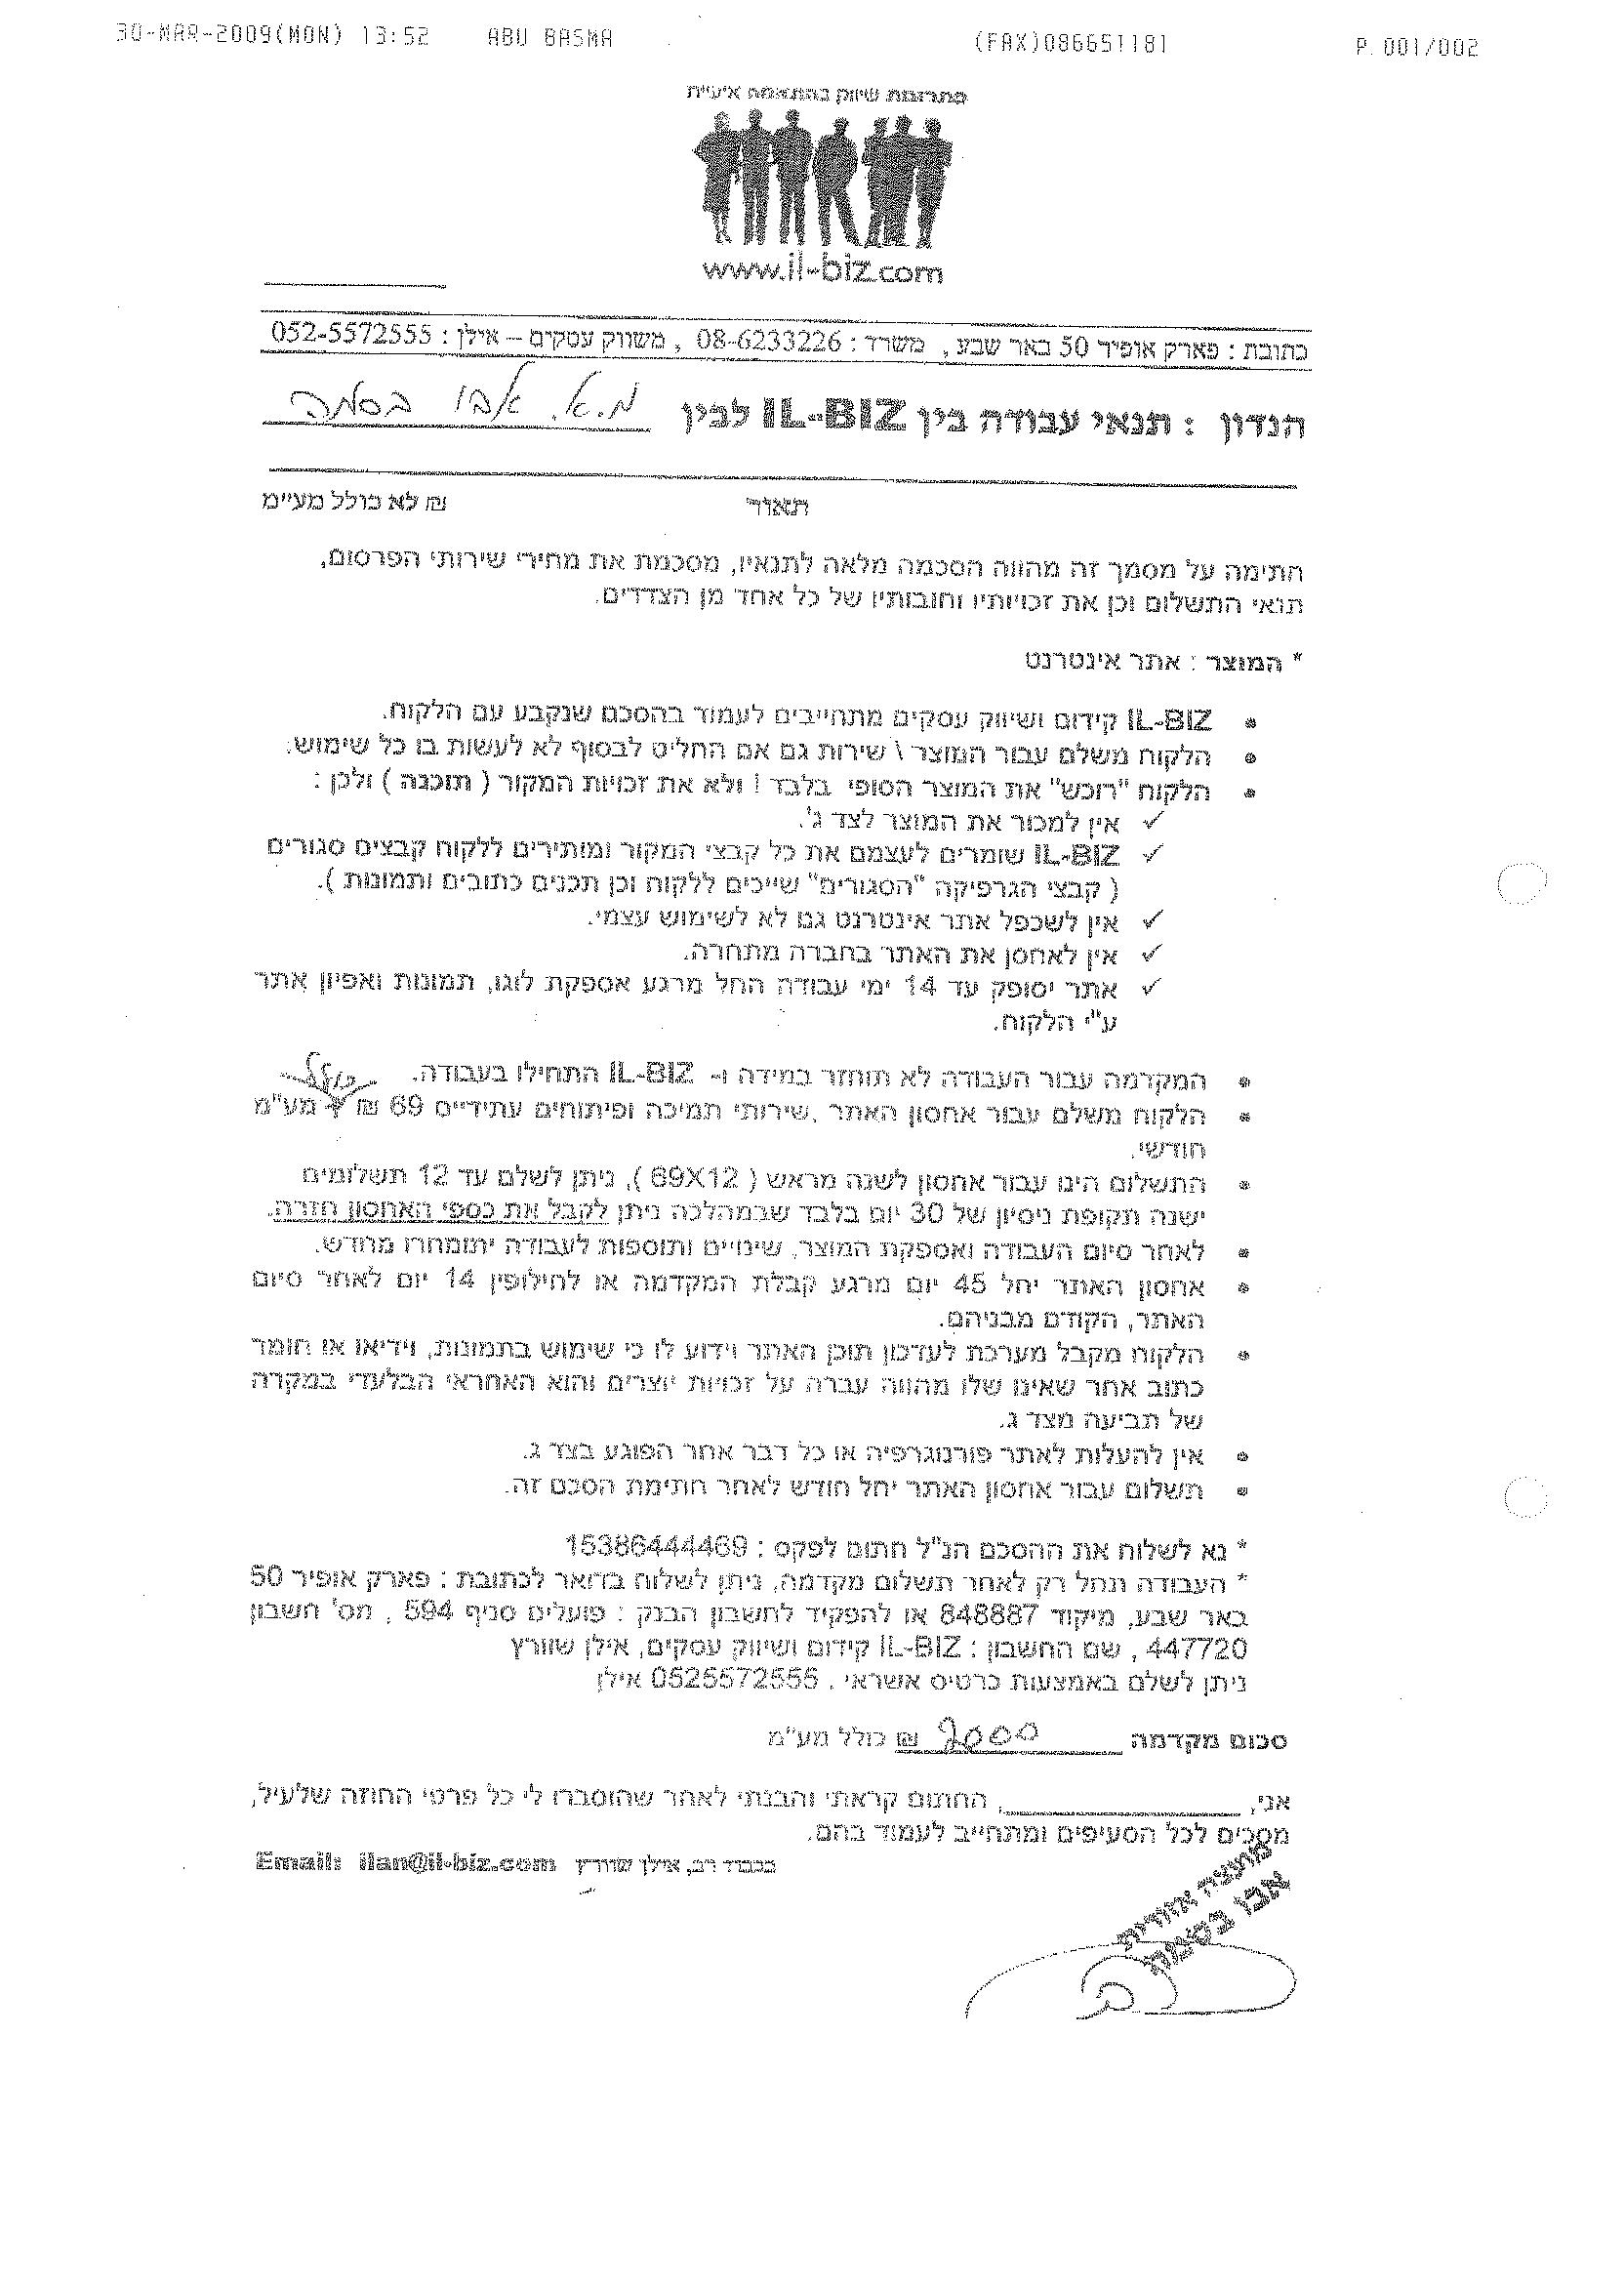 30-MAR-2009(MON) 13:52 ABU BASMA (FAX)086651181 P. 001/002
פתרונות שיווק בהתאמה אישית
www.il-biz.com
כתובת : פארק אופיר 50 באר שבע , משרד : 08-6233226 , משווק עסקים – אילן : 052-5572555
הנדון : תנאי עבודה בין IL-BIZ לבין מ.א. אבו בסמה
תאור ₪ לא כולל מע״מ
חתימה על מסמך זה מהווה הסכמה מלאה לתנאיו, מסכמת את מחירי שירותי הפרסום,
תנאי התשלום וכן את זכויותיו וחובותיו של כל אחד מן הצדדים.
* המוצר : אתר אינטרנט
• IL-BIZ קידום ושיווק עסקים מתחייבים לעמוד בהסכם שנקבע עם הלקוח.
• הלקוח משלם עבור המוצר \ שירות גם אם החליט לבסוף לא לעשות בו כל שימוש.
• הלקוח "רוכש" את המוצר הסופי בלבד ! ולא את זכויות המקור ( תוכנה ) ולכן :
✓ אין למכור את המוצר לצד ג'.
✓ IL-BIZ שומרים לעצמם את כל קבצי המקור ומותירים ללקוח קבצים סגורים
( קבצי הגרפיקה "הסגורים" שייכים ללקוח וכן תכנים כתובים ותמונות ).
✓ אין לשכפל אתר אינטרנט גם לא לשימוש עצמי.
✓ אין לאחסן את האתר בחברה מתחרה.
✓ אתר יסופק עד 14 ימי עבודה החל מרגע אספקת לוגו, תמונות ואפיון אתר
ע"י הלקוח.
• המקדמה עבור העבודה לא תוחזר במידה ו- IL-BIZ התחילו בעבודה.
כולל
• הלקוח משלם עבור אחסון האתר ,שירותי תמיכה ופיתוחים עתידיים 69 ₪ + מע"מ
חודשי.
• התשלום הינו עבור אחסון לשנה מראש ( 69X12 ), ניתן לשלם עד 12 תשלומים
ישנה תקופת ניסיון של 30 יום בלבד שבמהלכה ניתן לקבל את כספי האחסון חזרה.
• לאחר סיום העבודה ואספקת המוצר, שינויים ותוספות לעבודה יתומחרו מחדש.
• אחסון האתר יחל 45 יום מרגע קבלת המקדמה או לחילופין 14 יום לאחר סיום
האתר, הקודם מבניהם.
• הלקוח מקבל מערכת לעדכון תוכן האתר וידוע לו כי שימוש בתמונות, וידיאו או חומר
כתוב אחר שאינו שלו מהווה עברה על זכויות יוצרים והוא האחראי הבלעדי במקרה
של תביעה מצד ג.
• אין להעלות לאתר פורנוגרפיה או כל דבר אחר הפוגע בצד ג.
• תשלום עבור אחסון האתר יחל חודש לאחר חתימת הסכם זה.
* נא לשלוח את ההסכם הנ"ל חתום לפקס : 15386444469
* העבודה תחל רק לאחר תשלום מקדמה, ניתן לשלוח בדואר לכתובת : פארק אופיר 50
באר שבע, מיקוד 848887 או להפקיד לחשבון הבנק : פועלים סניף 594 , מס' חשבון
447720 , שם החשבון : IL-BIZ קידום ושיווק עסקים, אילן שוורץ
ניתן לשלם באמצעות כרטיס אשראי . 0525572555 אילן
סכום מקדמה 2000 ₪ כולל מע"מ
אני, ____________, החתום קראתי והבנתי לאחר שהוסברו לי כל פרטי החוזה שלעיל,
מסכים לכל הסעיפים ומתחייב לעמוד בהם.
בכבוד רב, אילן שוורץ Email: ilan@il-biz.com
מועצה אזורית
אבו בסמה